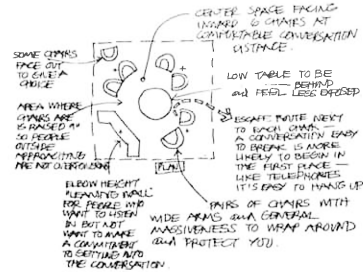 CENTER SPACE FACING
INWARD 6 CHAIRS AT
COMFORTABLE CONVERSATION
DISTANCE.
SOME CHAIRS
FACE OUT
TO GIVE A
CHOICE
LOW TABLE TO BE
BEHIND
and FEEL LESS EXPOSED
AREA WHERE
CHAIRS ARE
IS RAISED
SO PEOPLE
OUTSIDE
APPROACHING
ARE NOT OVERBEARING
ESCAPE ROUTE NEXT
TO EACH CHAIR —
A CONVERSATION EASY
TO BREAK IS MORE
LIKELY TO BEGIN IN
THE FIRST PLACE —
LIKE TELEPHONES
IT'S EASY TO HANG UP
PLAN
ELBOW HEIGHT
"LEANING WALL"
FOR PEOPLE WHO
WANT TO LISTEN
IN BUT NOT
WANT TO MAKE
A COMMITMENT
TO GETTING INTO
THE CONVERSATION.
PAIRS OF CHAIRS WITH
WIDE ARMS and GENERAL
MASSIVENESS TO WRAP AROUND
and PROTECT YOU.